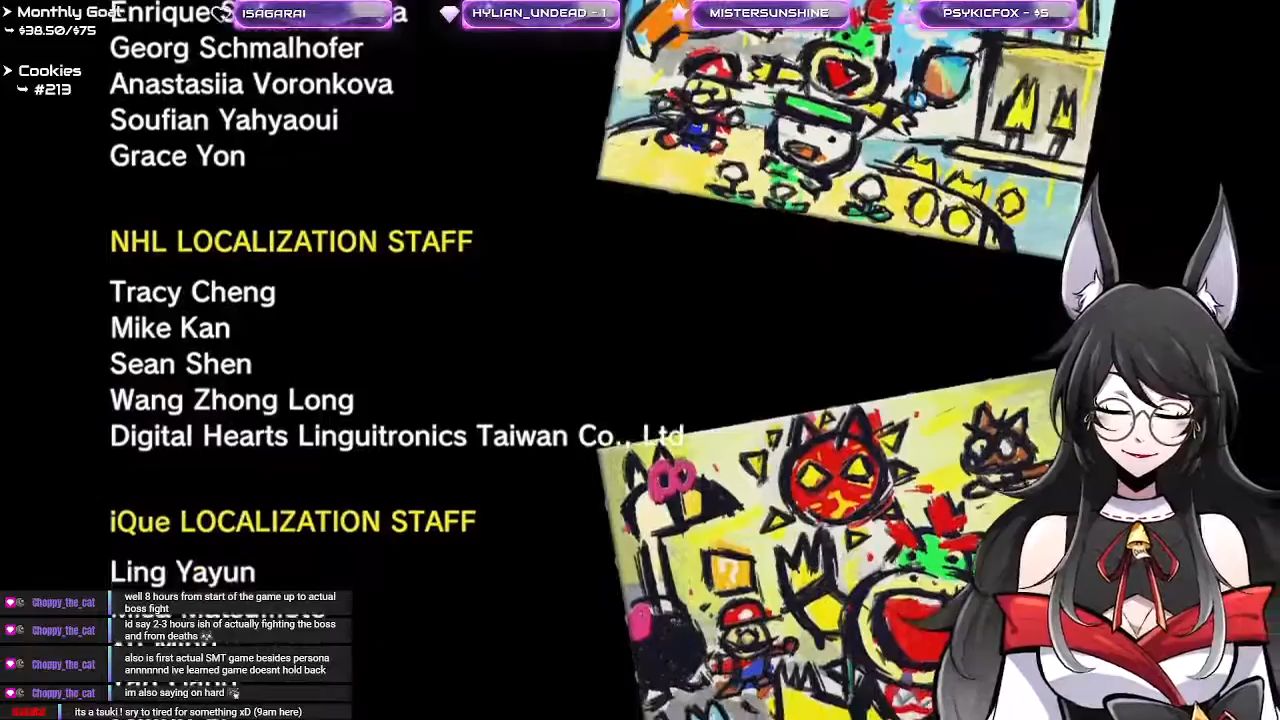 Monthly Goal
$38.50/$75
Cookies
#213
ISAGARAI
HYLIAN_UNDEAD - 1
MISTERSUNSHINE
PSYKICFOX - $5
Georg Schmalhofer
Anastasiia Voronkova
Soufian Yahyaoui
Grace Yon
NHL LOCALIZATION STAFF
Tracy Cheng
Mike Kan
Sean Shen
Wang Zhong Long
Digital Hearts Linguitronics Taiwan Co., Ltd
iQue LOCALIZATION STAFF
Ling Yayun
Choppy_the_cat well 8 hours from start of the game up to actual
boss fight
Choppy_the_cat Id say 2-3 hours ish of actually fighting the boss
and from deaths
Choppy_the_cat also is first actual SMT game besides persona
annnnnnd ive learned game doesnt hold back
Choppy_the_cat im also saying on hard
its a tsuki ! sry to tired for something xD (9am here)